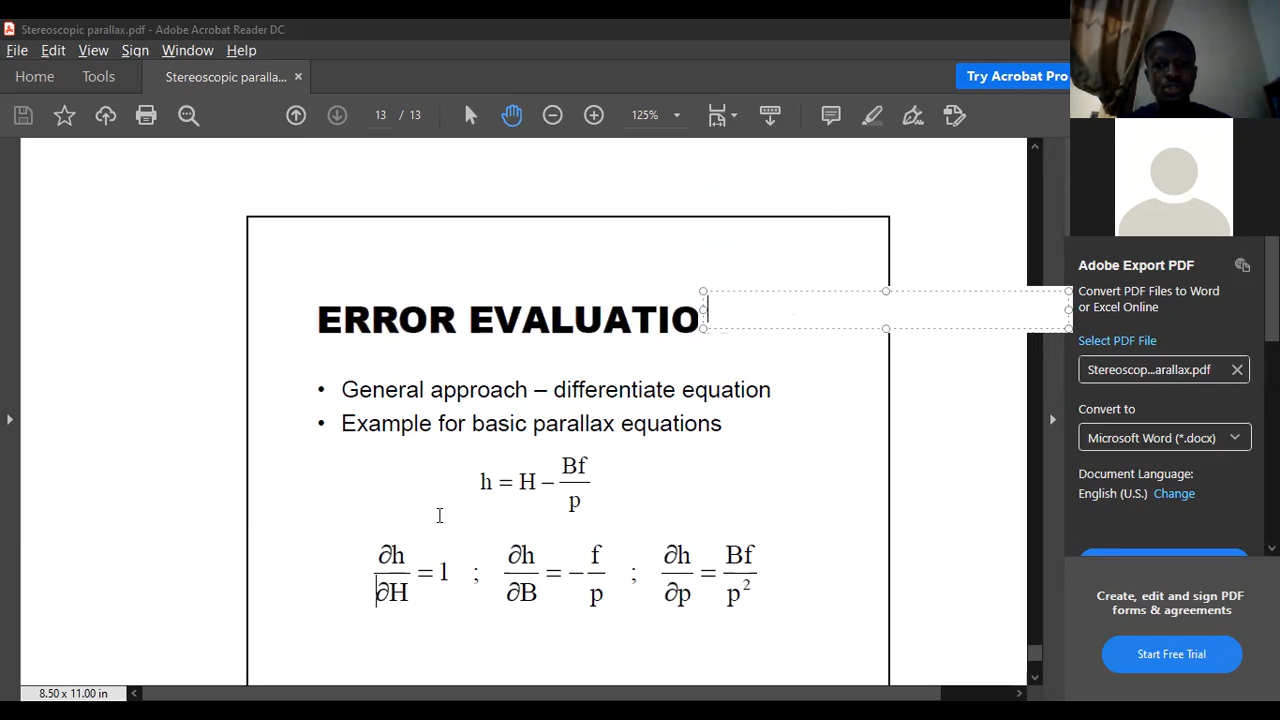 Stereoscopic parallax.pdf - Adobe Acrobat Reader DC
File Edit View Sign Window Help
Home Tools Stereoscopic paralla... ×
Try Acrobat Pro
13 / 13 125%
ERROR EVALUATIO
• General approach – differentiate equation
• Example for basic parallax equations
h = H – Bf/p
∂h/∂H = 1 ; ∂h/∂B = – f/p ; ∂h/∂p = Bf/p²
8.50 x 11.00 in
Adobe Export PDF
Convert PDF Files to Word
or Excel Online
Select PDF File
Stereoscop...arallax.pdf
Convert to
Microsoft Word (*.docx)
Document Language:
English (U.S.) Change
Create, edit and sign PDF
forms & agreements
Start Free Trial